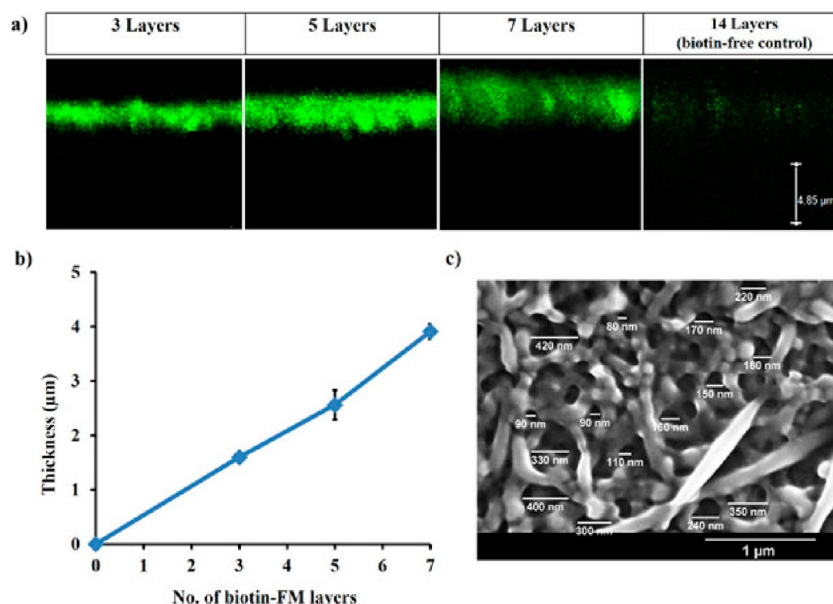 a)
3 Layers
5 Layers
7 Layers
14 Layers
(biotin-free control)
4.85 µm
b)
5
4
3
2
1
0
Thickness (µm)
0 1 2 3 4 5 6 7
No. of biotin-FM layers
c)
220 nm
80 nm
170 nm
420 nm
160 nm
150 nm
90 nm
90 nm
160 nm
330 nm
110 nm
400 nm
350 nm
300 nm
240 nm
1 µm